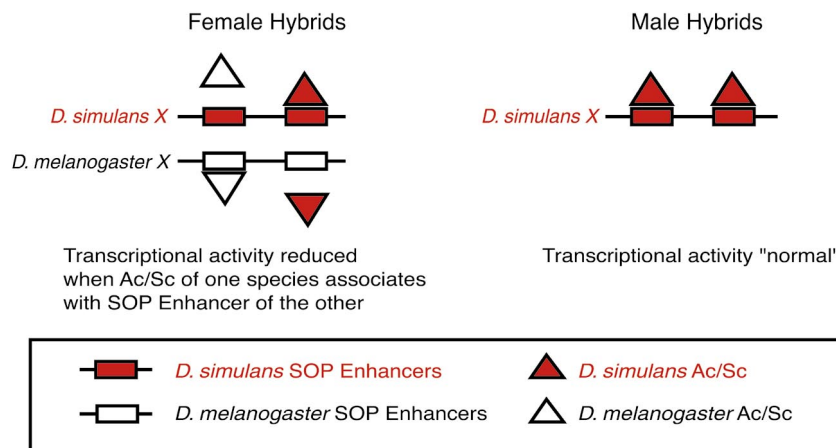 Female Hybrids
Male Hybrids
D. simulans X
D. melanogaster X
D. simulans X
Transcriptional activity reduced
when Ac/Sc of one species associates
with SOP Enhancer of the other
Transcriptional activity "normal"
D. simulans SOP Enhancers
D. simulans Ac/Sc
D. melanogaster SOP Enhancers
D. melanogaster Ac/Sc